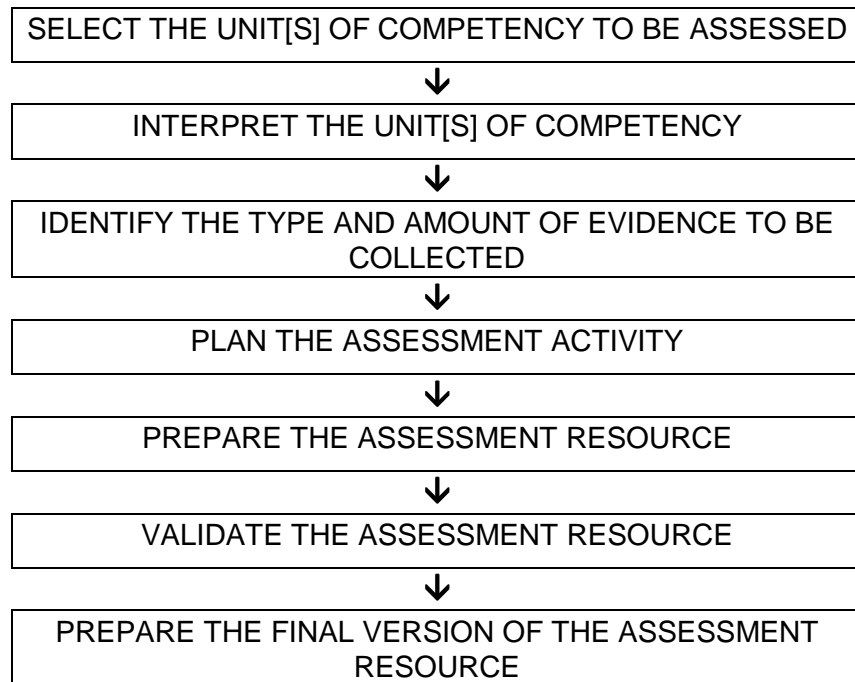 SELECT THE UNIT[S] OF COMPETENCY TO BE ASSESSED
INTERPRET THE UNIT[S] OF COMPETENCY
IDENTIFY THE TYPE AND AMOUNT OF EVIDENCE TO BE
COLLECTED
PLAN THE ASSESSMENT ACTIVITY
PREPARE THE ASSESSMENT RESOURCE
VALIDATE THE ASSESSMENT RESOURCE
PREPARE THE FINAL VERSION OF THE ASSESSMENT
RESOURCE